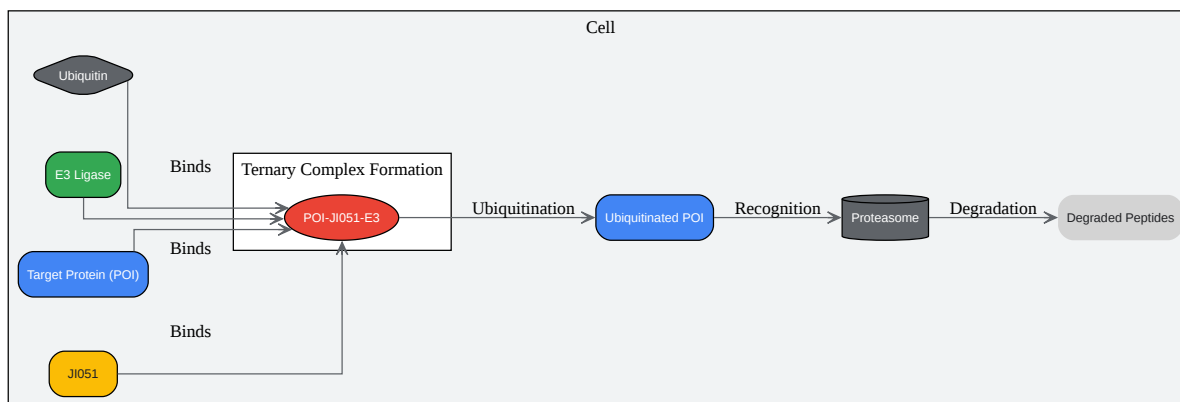 Cell
Ubiquitin
Binds
E3 Ligase
Ternary Complex Formation
POI-JI051-E3
Ubiquitination
Ubiquitinated POI
Recognition
Proteasome
Degradation
Degraded Peptides
Binds
Target Protein (POI)
Binds
JI051